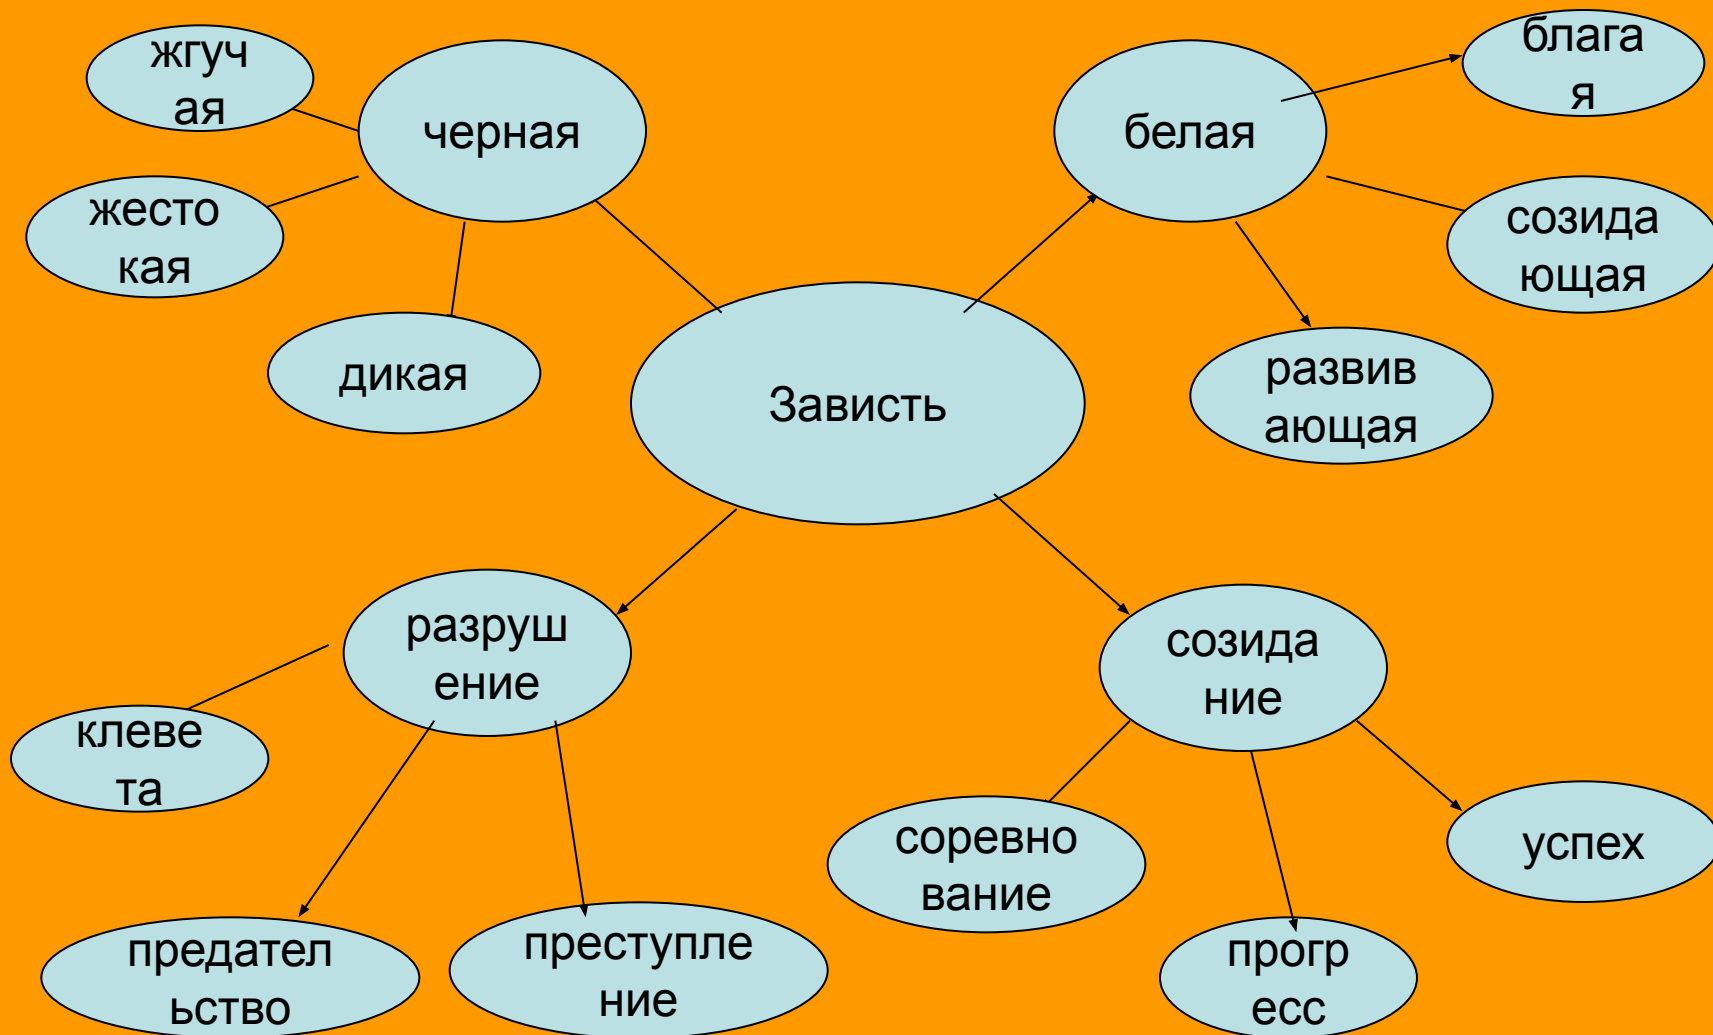 жгуч
ая
черная
белая
блага
я
жесто
кая
созида
ющая
дикая
Зависть
развив
ающая
разруш
ение
созида
ние
клеве
та
соревно
вание
успех
предател
ьство
преступле
ние
прогр
есс